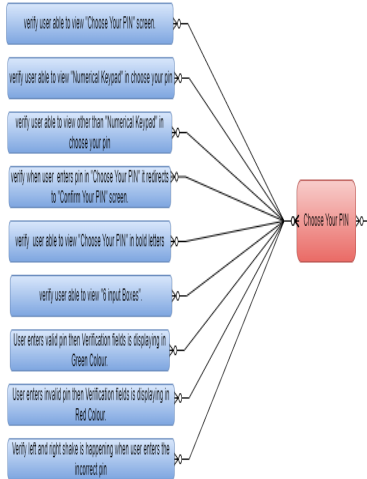 verify user able to view "Choose Your PIN" screen.
verify user able to view "Numerical Keypad" in choose your pin
verify user able to view other than "Numerical Keypad" in
choose your pin
verify when user enters pin in "Choose Your PIN" it redirects
to "Confirm Your PIN" screen.
verify user able to view "Choose Your PIN" in bold letters
verify user able to view "6 input Boxes".
User enters valid pin then Verification fields is displaying in
Green Colour.
User enters invalid pin then Verification fields is displaying in
Red Colour.
Verify left and right shake is happening when user enters the
incorrect pin
Choose Your PIN